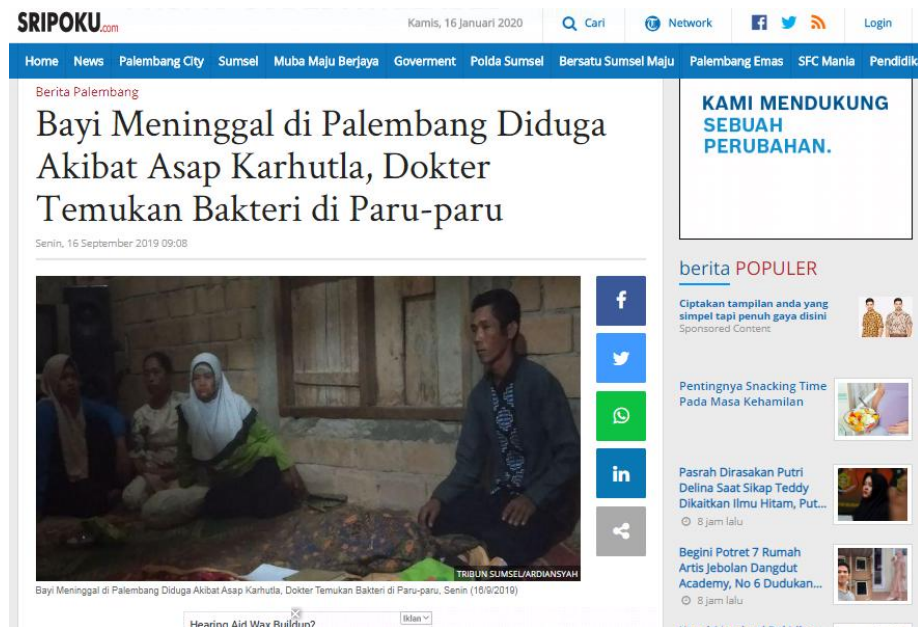 SRIPOKU.com
Kamis, 16 Januari 2020
Cari
Network
Login
Home News Palembang City Sumsel Muba Maju Berjaya Goverment Polda Sumsel Bersatu Sumsel Maju Palembang Emas SFC Mania Pendidik
Berita Palembang
Bayi Meninggal di Palembang Diduga
Akibat Asap Karhutla, Dokter
Temukan Bakteri di Paru-paru
Senin, 16 September 2019 09:08
TRIBUN SUMSEL/ARDIANSYAH
Bayi Meninggal di Palembang Diduga Akibat Asap Karhutla, Dokter Temukan Bakteri di Paru-paru, Senin (16/9/2019)
Iklan
Hearing Aid Wax Buildup?
KAMI MENDUKUNG
SEBUAH
PERUBAHAN.
berita POPULER
Ciptakan tampilan anda yang
simpel tapi penuh gaya disini
Sponsored Content
Pentingnya Snacking Time
Pada Masa Kehamilan
Pasrah Dirasakan Putri
Delina Saat Sikap Teddy
Dikaitkan Ilmu Hitam, Put...
8 jam lalu
Begini Potret 7 Rumah
Artis Jebolan Dangdut
Academy, No 6 Dudukan...
8 jam lalu